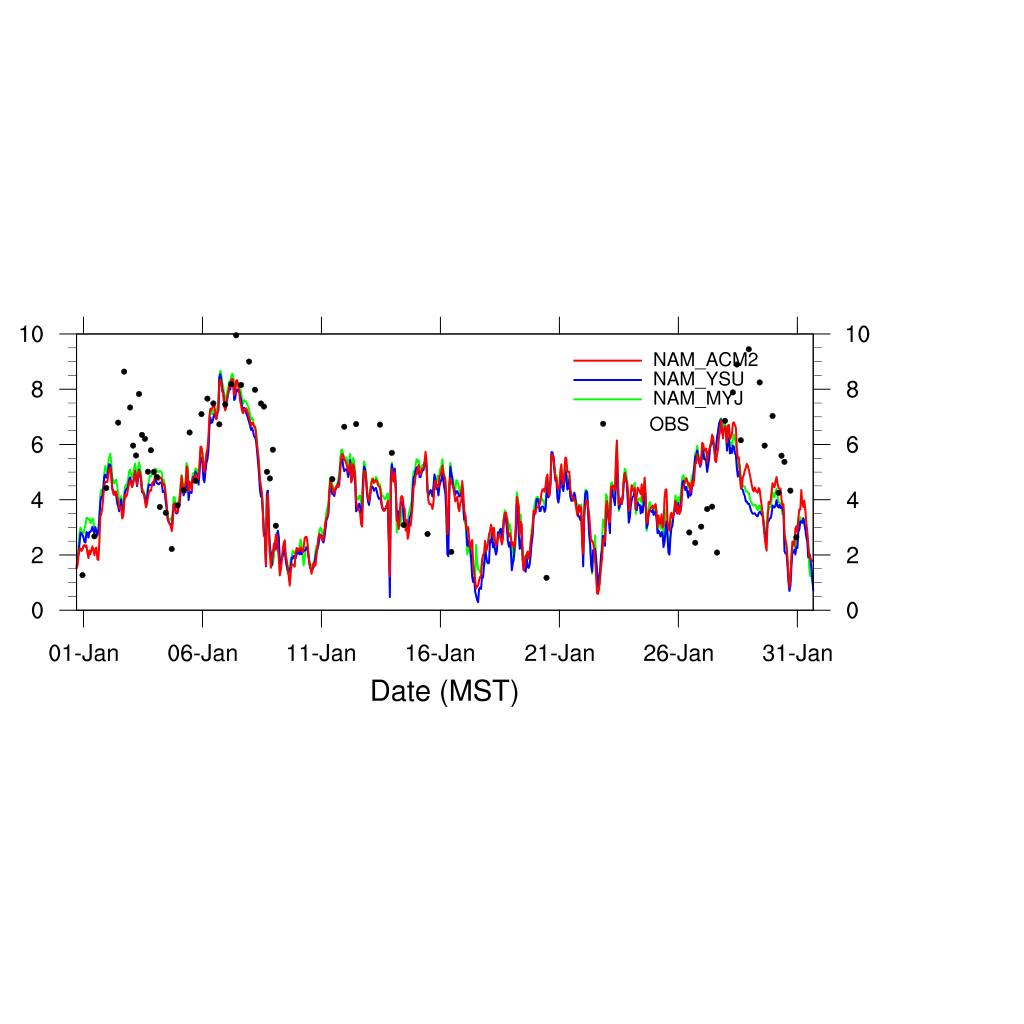 10 10
NAM_ACM2
8 NAM_YSU 8
NAM_MYJ
OBS
6 6
4 4
2 2
0 0
01-Jan 06-Jan 11-Jan 16-Jan 21-Jan 26-Jan 31-Jan
Date (MST)